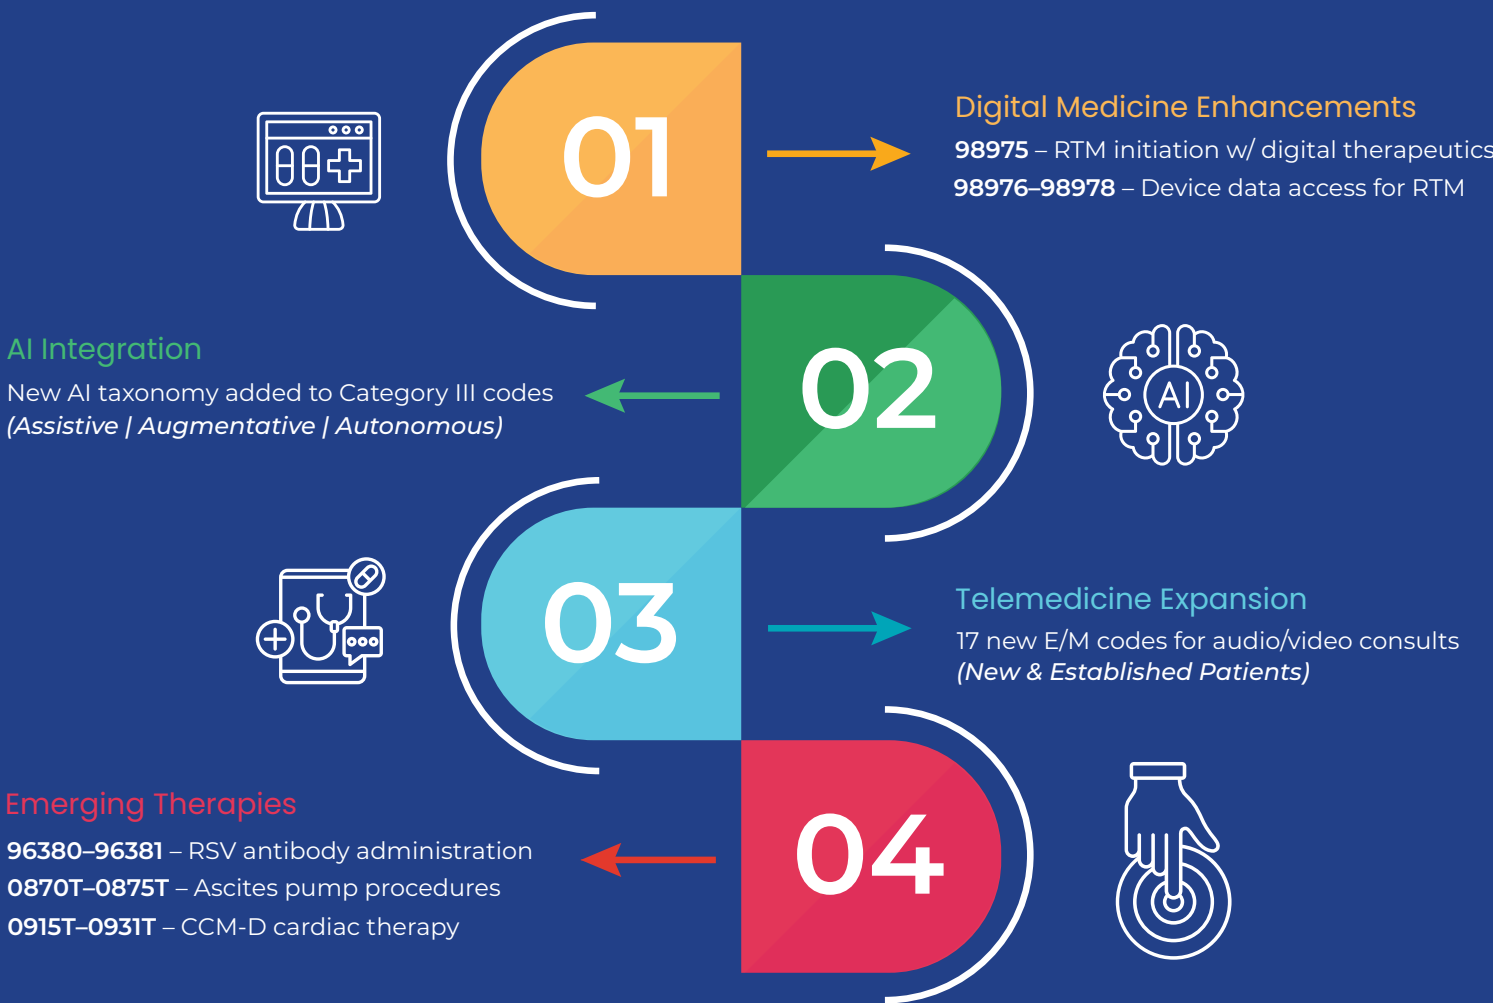 01
Digital Medicine Enhancements
98975 – RTM initiation w/ digital therapeutics
98976–98978 – Device data access for RTM
02
AI Integration
New AI taxonomy added to Category III codes
(Assistive | Augmentative | Autonomous)
AI
03
Telemedicine Expansion
17 new E/M codes for audio/video consults
(New & Established Patients)
04
Emerging Therapies
96380–96381 – RSV antibody administration
0870T–0875T – Ascites pump procedures
0915T–0931T – CCM-D cardiac therapy